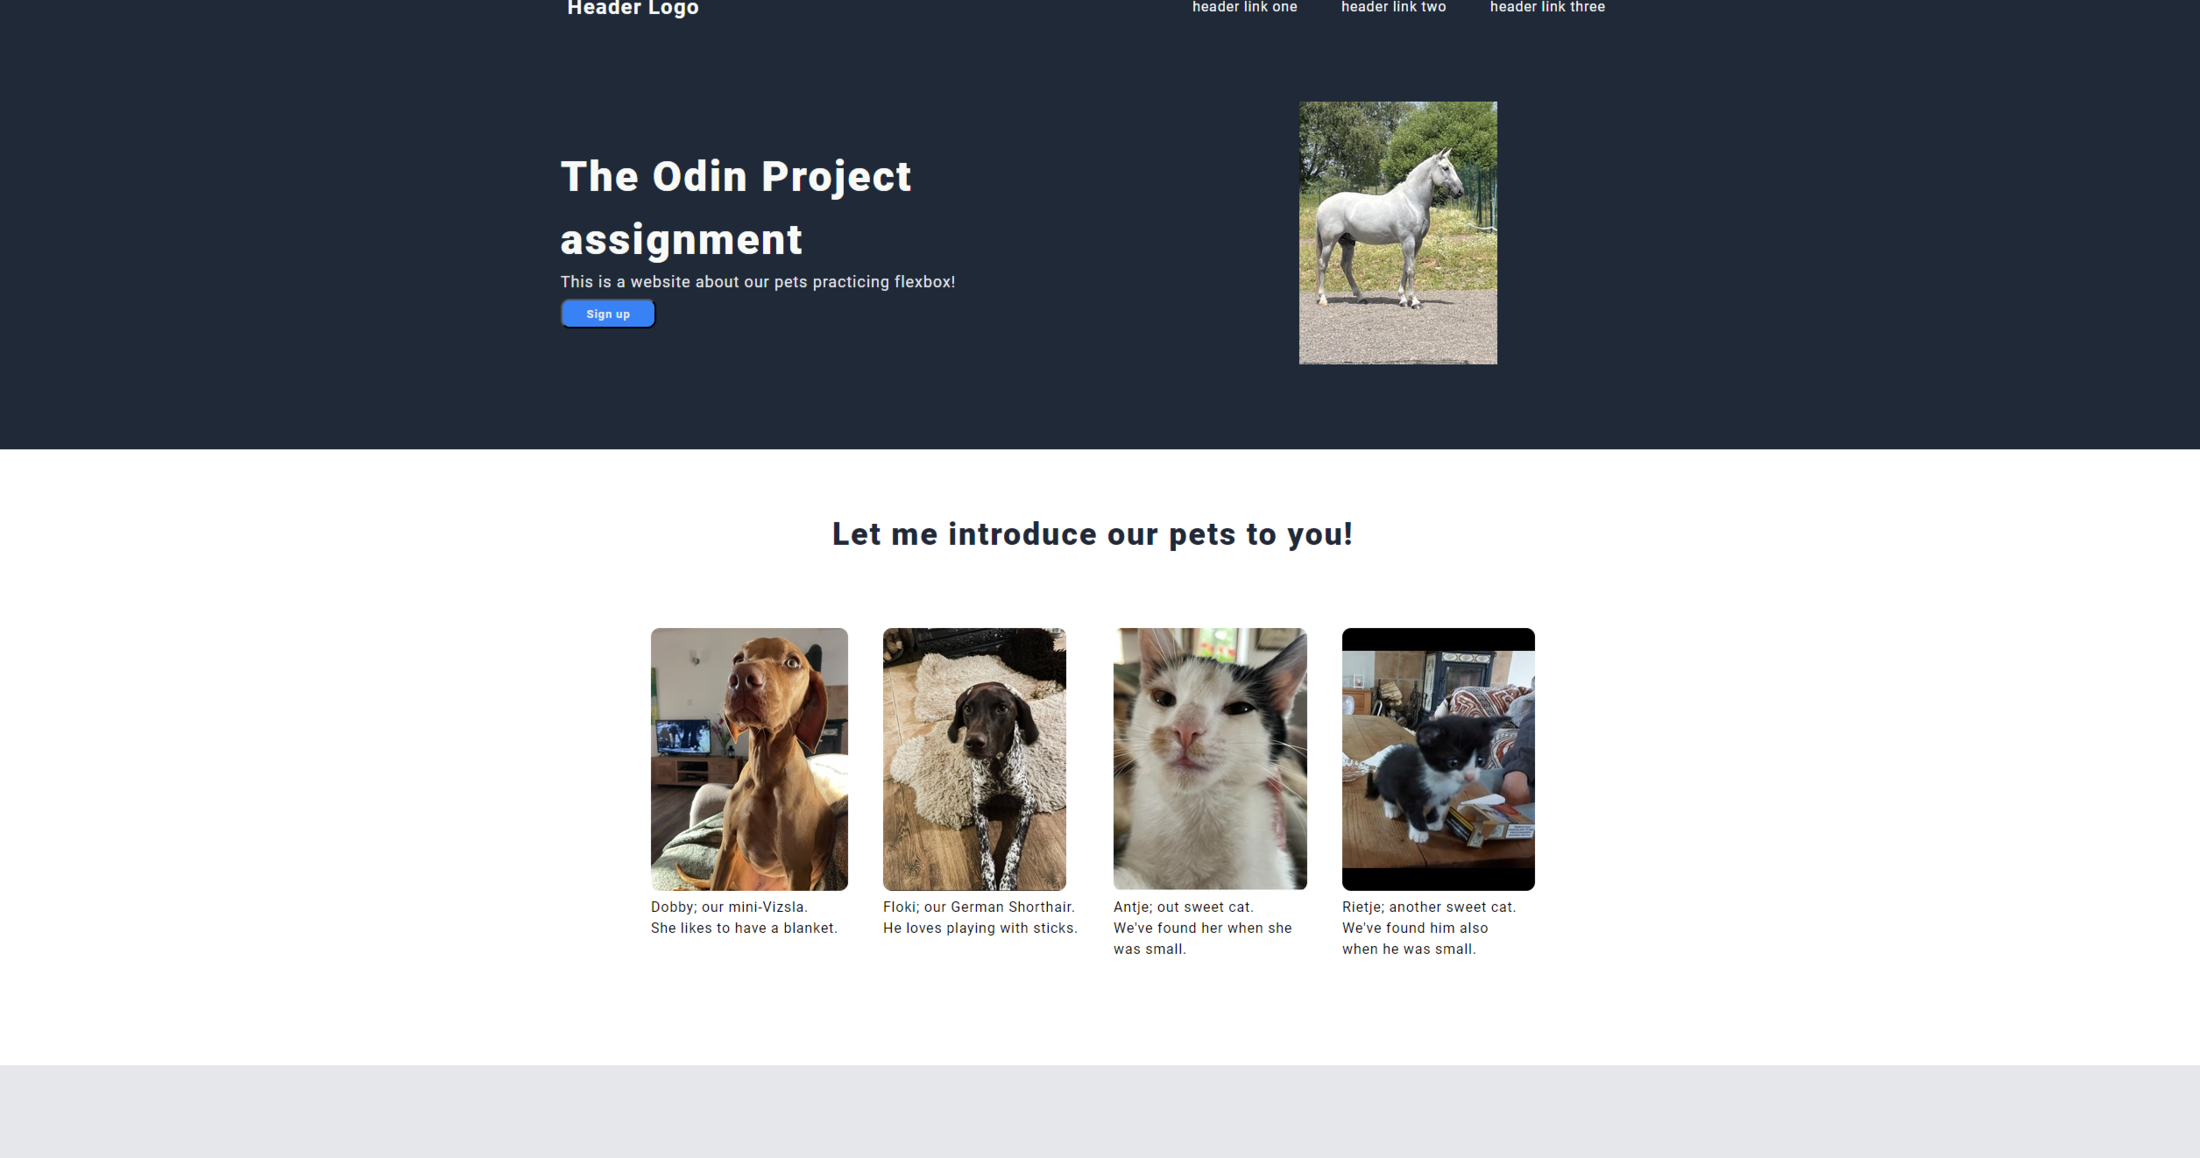 Header Logo
header link one
header link two
header link three
The Odin Project
assignment
This is a website about our pets practicing flexbox!
Sign up
Let me introduce our pets to you!
Dobby; our mini-Vizsla.
She likes to have a blanket.
Floki; our German Shorthair.
He loves playing with sticks.
Antje; out sweet cat.
We've found her when she
was small.
Rietje; another sweet cat.
We've found him also
when he was small.